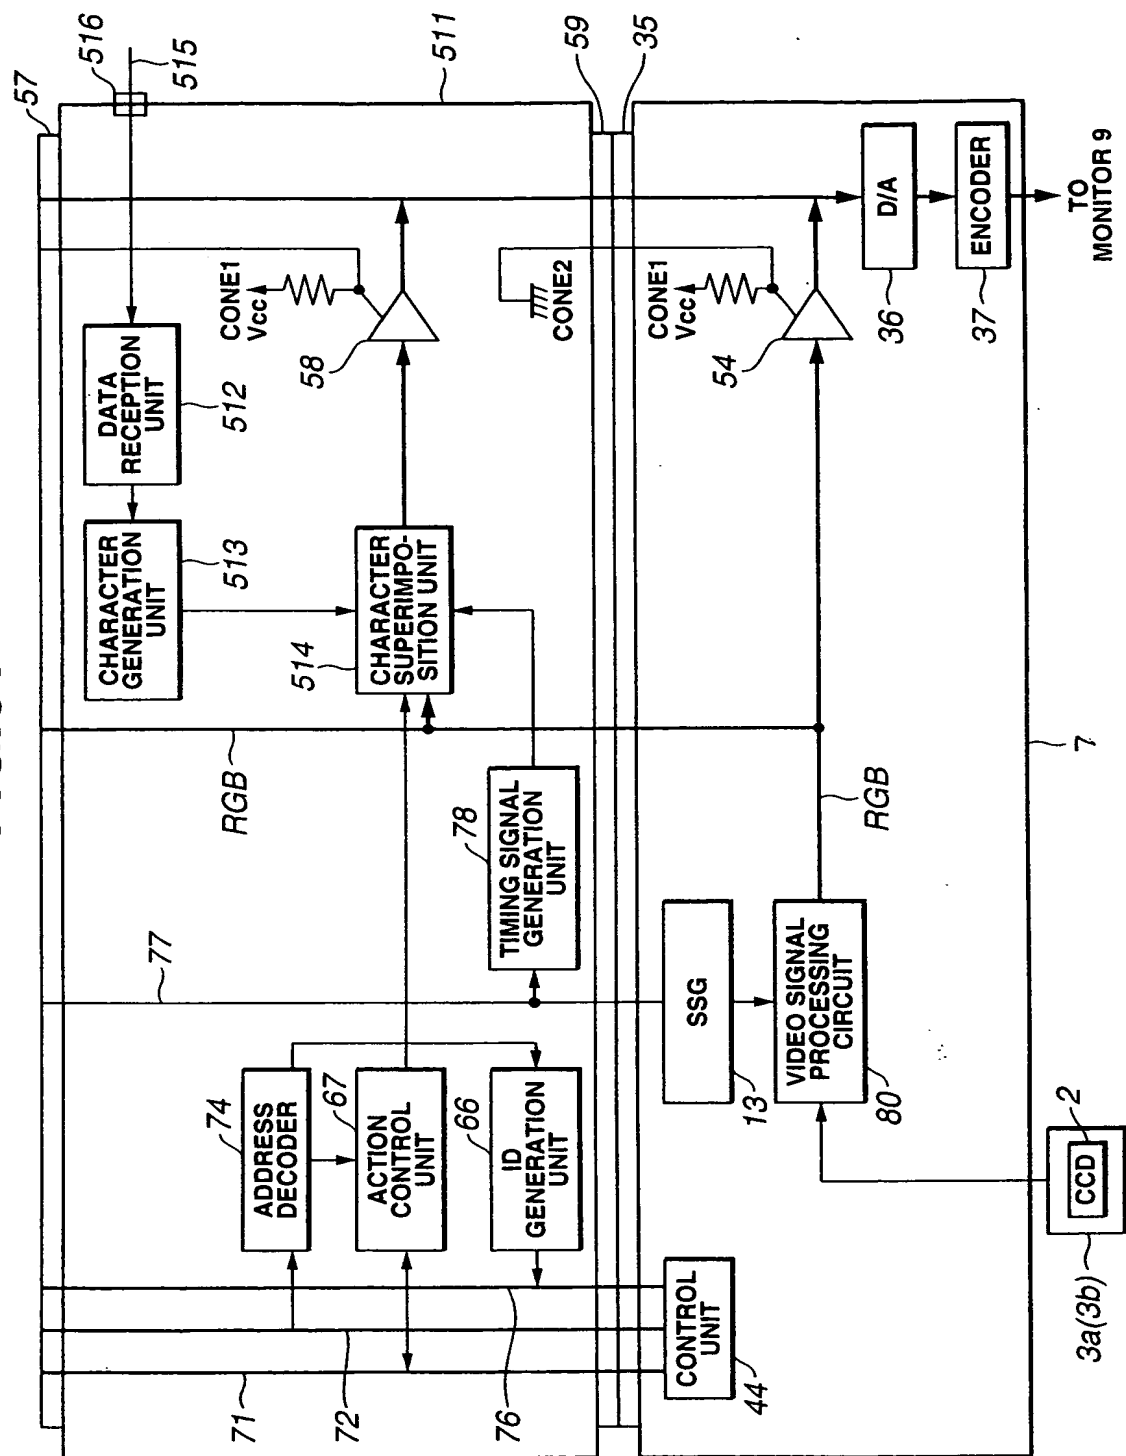 71
72
76
77
RGB
57
516
515
511
59
35
74
ADDRESS
DECODER
67
ACTION
CONTROL
UNIT
66
ID
GENERATION
UNIT
78
TIMING SIGNAL
GENERATION
UNIT
CHARACTER
GENERATION
UNIT
513
DATA
RECEPTION
UNIT
512
514
CHARACTER
SUPERIMPO-
SITION UNIT
CONE1
Vcc
58
CONE2
CONE1
Vcc
54
CONTROL
UNIT
44
SSG
13
VIDEO SIGNAL
PROCESSING
CIRCUIT
80
RGB
D/A
36
ENCODER
37
TO
MONITOR 9
7
2
CCD
3a(3b)